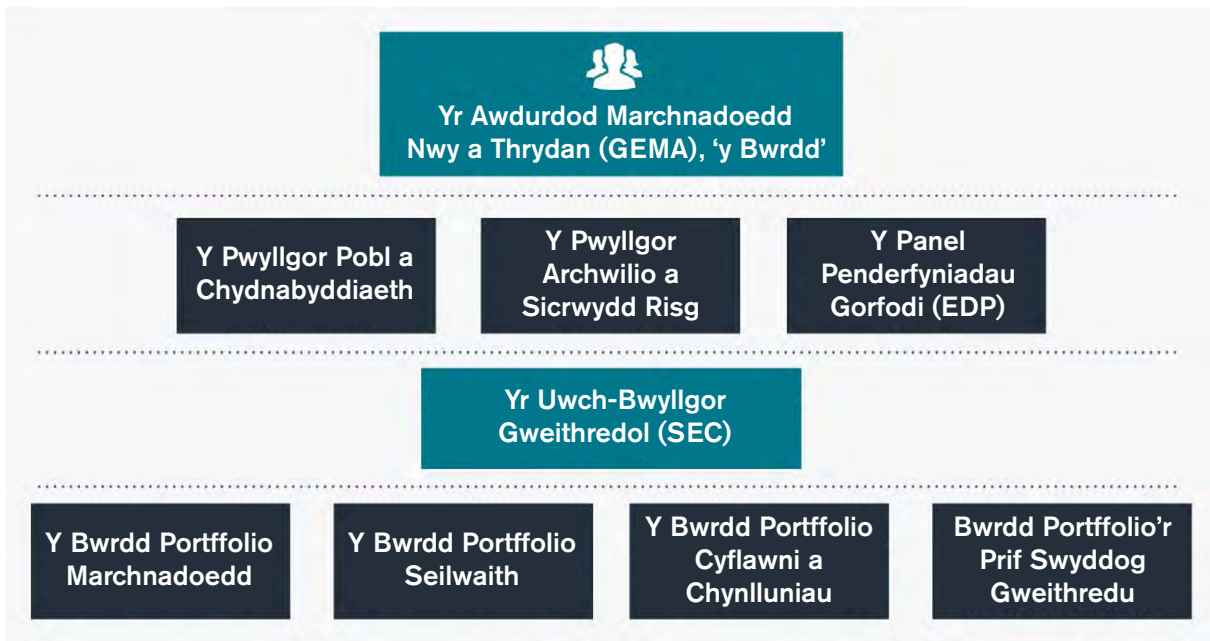 Yr Awdurdod Marchnadoedd
Nwy a Thrydan (GEMA), ‘y Bwrdd’
Y Pwyllgor Pobl a
Chydnabyddiaeth
Y Pwyllgor
Archwilio a
Sicrwydd Risg
Y Panel
Penderfyniadau
Gorfodi (EDP)
Yr Uwch-Bwyllgor
Gweithredol (SEC)
Y Bwrdd Portffolio
Marchnadoedd
Y Bwrdd Portffolio
Seilwaith
Y Bwrdd Portffolio
Cyflawni a
Chynlluniau
Bwrdd Portffolio’r
Prif Swyddog
Gweithredu